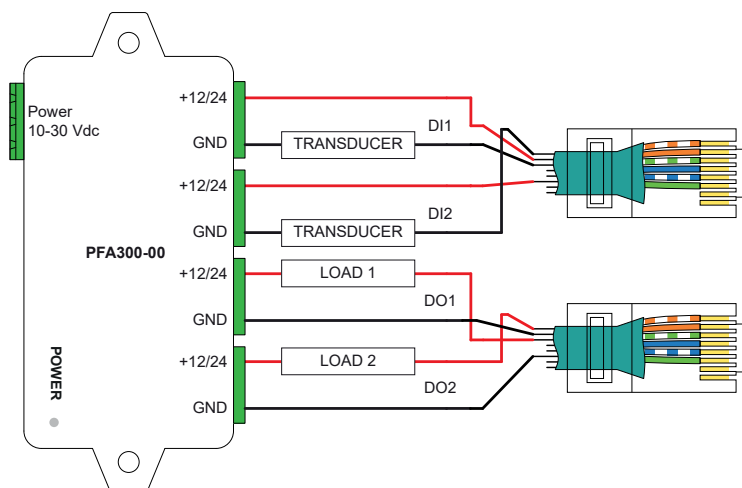 Power
10-30 Vdc
PFA300-00
POWER
+12/24
GND
TRANSDUCER
DI1
+12/24
GND
TRANSDUCER
DI2
+12/24
LOAD 1
GND
DO1
+12/24
LOAD 2
GND
DO2